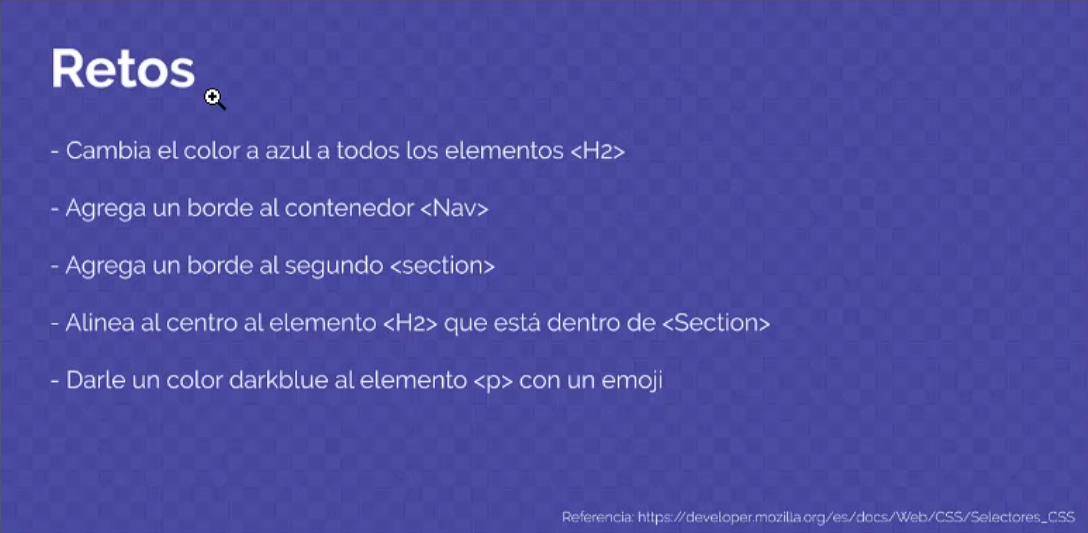 Retos
- Cambia el color a azul a todos los elementos <H2>
- Agrega un borde al contenedor <Nav>
- Agrega un borde al segundo <section>
- Alinea al centro al elemento <H2> que está dentro de <Section>
- Darle un color darkblue al elemento <p> con un emoji
Referencia: https://developer.mozilla.org/es/docs/Web/CSS/Selectores_CSS